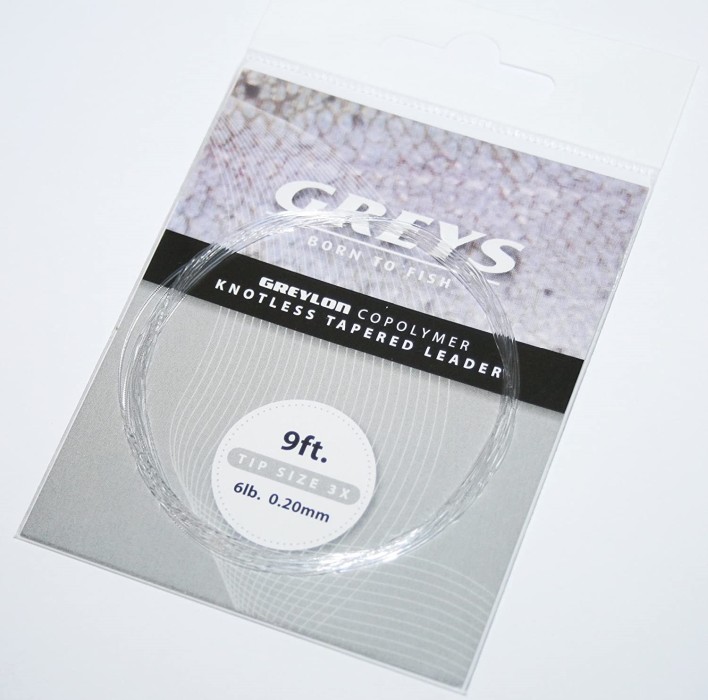 GREYS
BORN TO FISH
GREYLON COPOLYMER
KNOTLESS TAPERED LEADER
9ft.
TIP SIZE 3X
6lb. 0.20mm